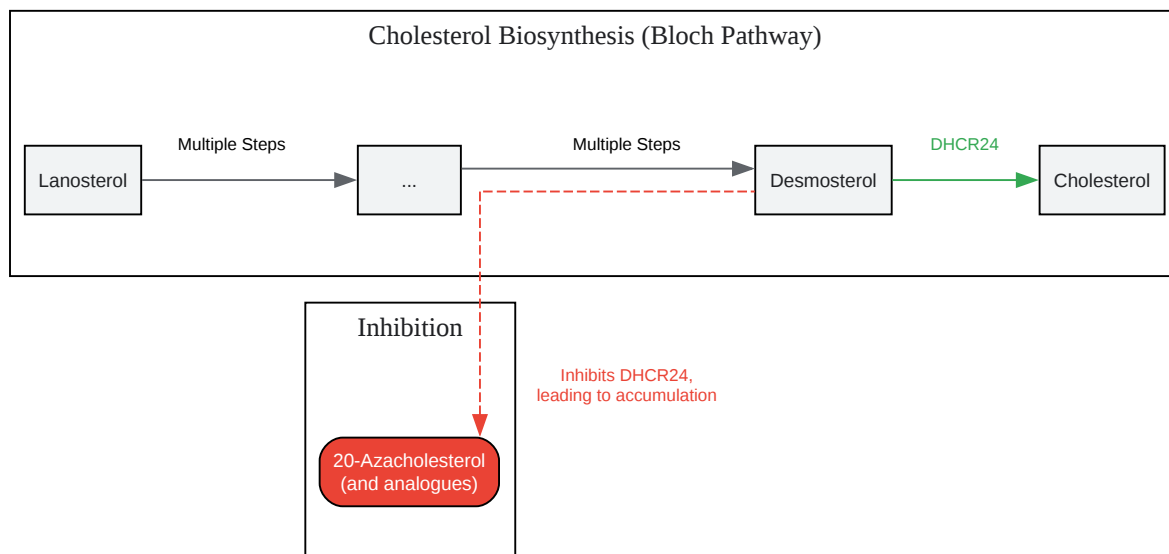 Cholesterol Biosynthesis (Bloch Pathway)
Multiple Steps
Multiple Steps
DHCR24
Lanosterol
...
Desmosterol
Cholesterol
Inhibition
Inhibits DHCR24,
leading to accumulation
20-Azacholesterol
(and analogues)